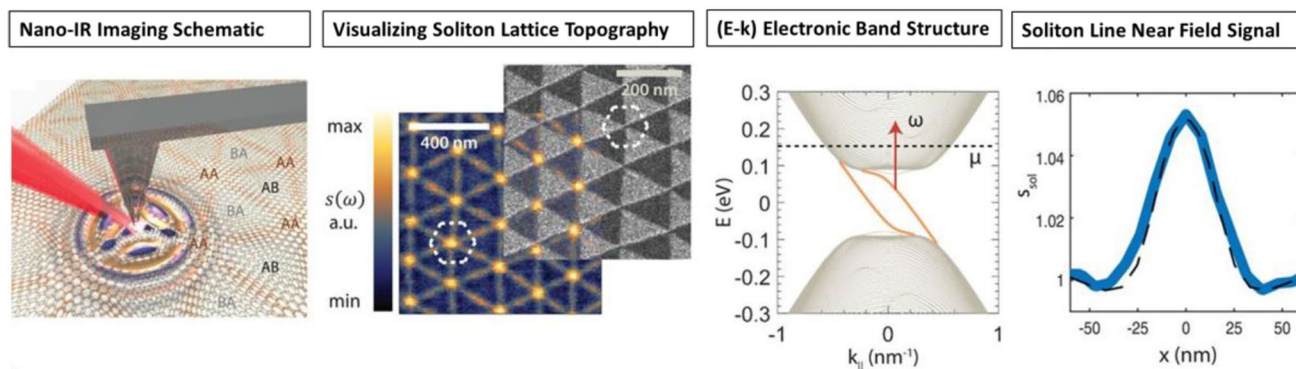 Nano-IR Imaging Schematic
Visualizing Soliton Lattice Topography
(E-k) Electronic Band Structure
Soliton Line Near Field Signal
BA
AA
AA
AB
BA
AA
AA
AB
BA
max
s(ω)
a.u.
min
400 nm
200 nm
E (eV)
0.3
0.2
0.1
0
-0.1
-0.2
-0.3
ω
μ
-1
0
1
k|| (nm⁻¹)
s_sol
1.06
1.04
1.02
1
-50
-25
0
25
50
x (nm)